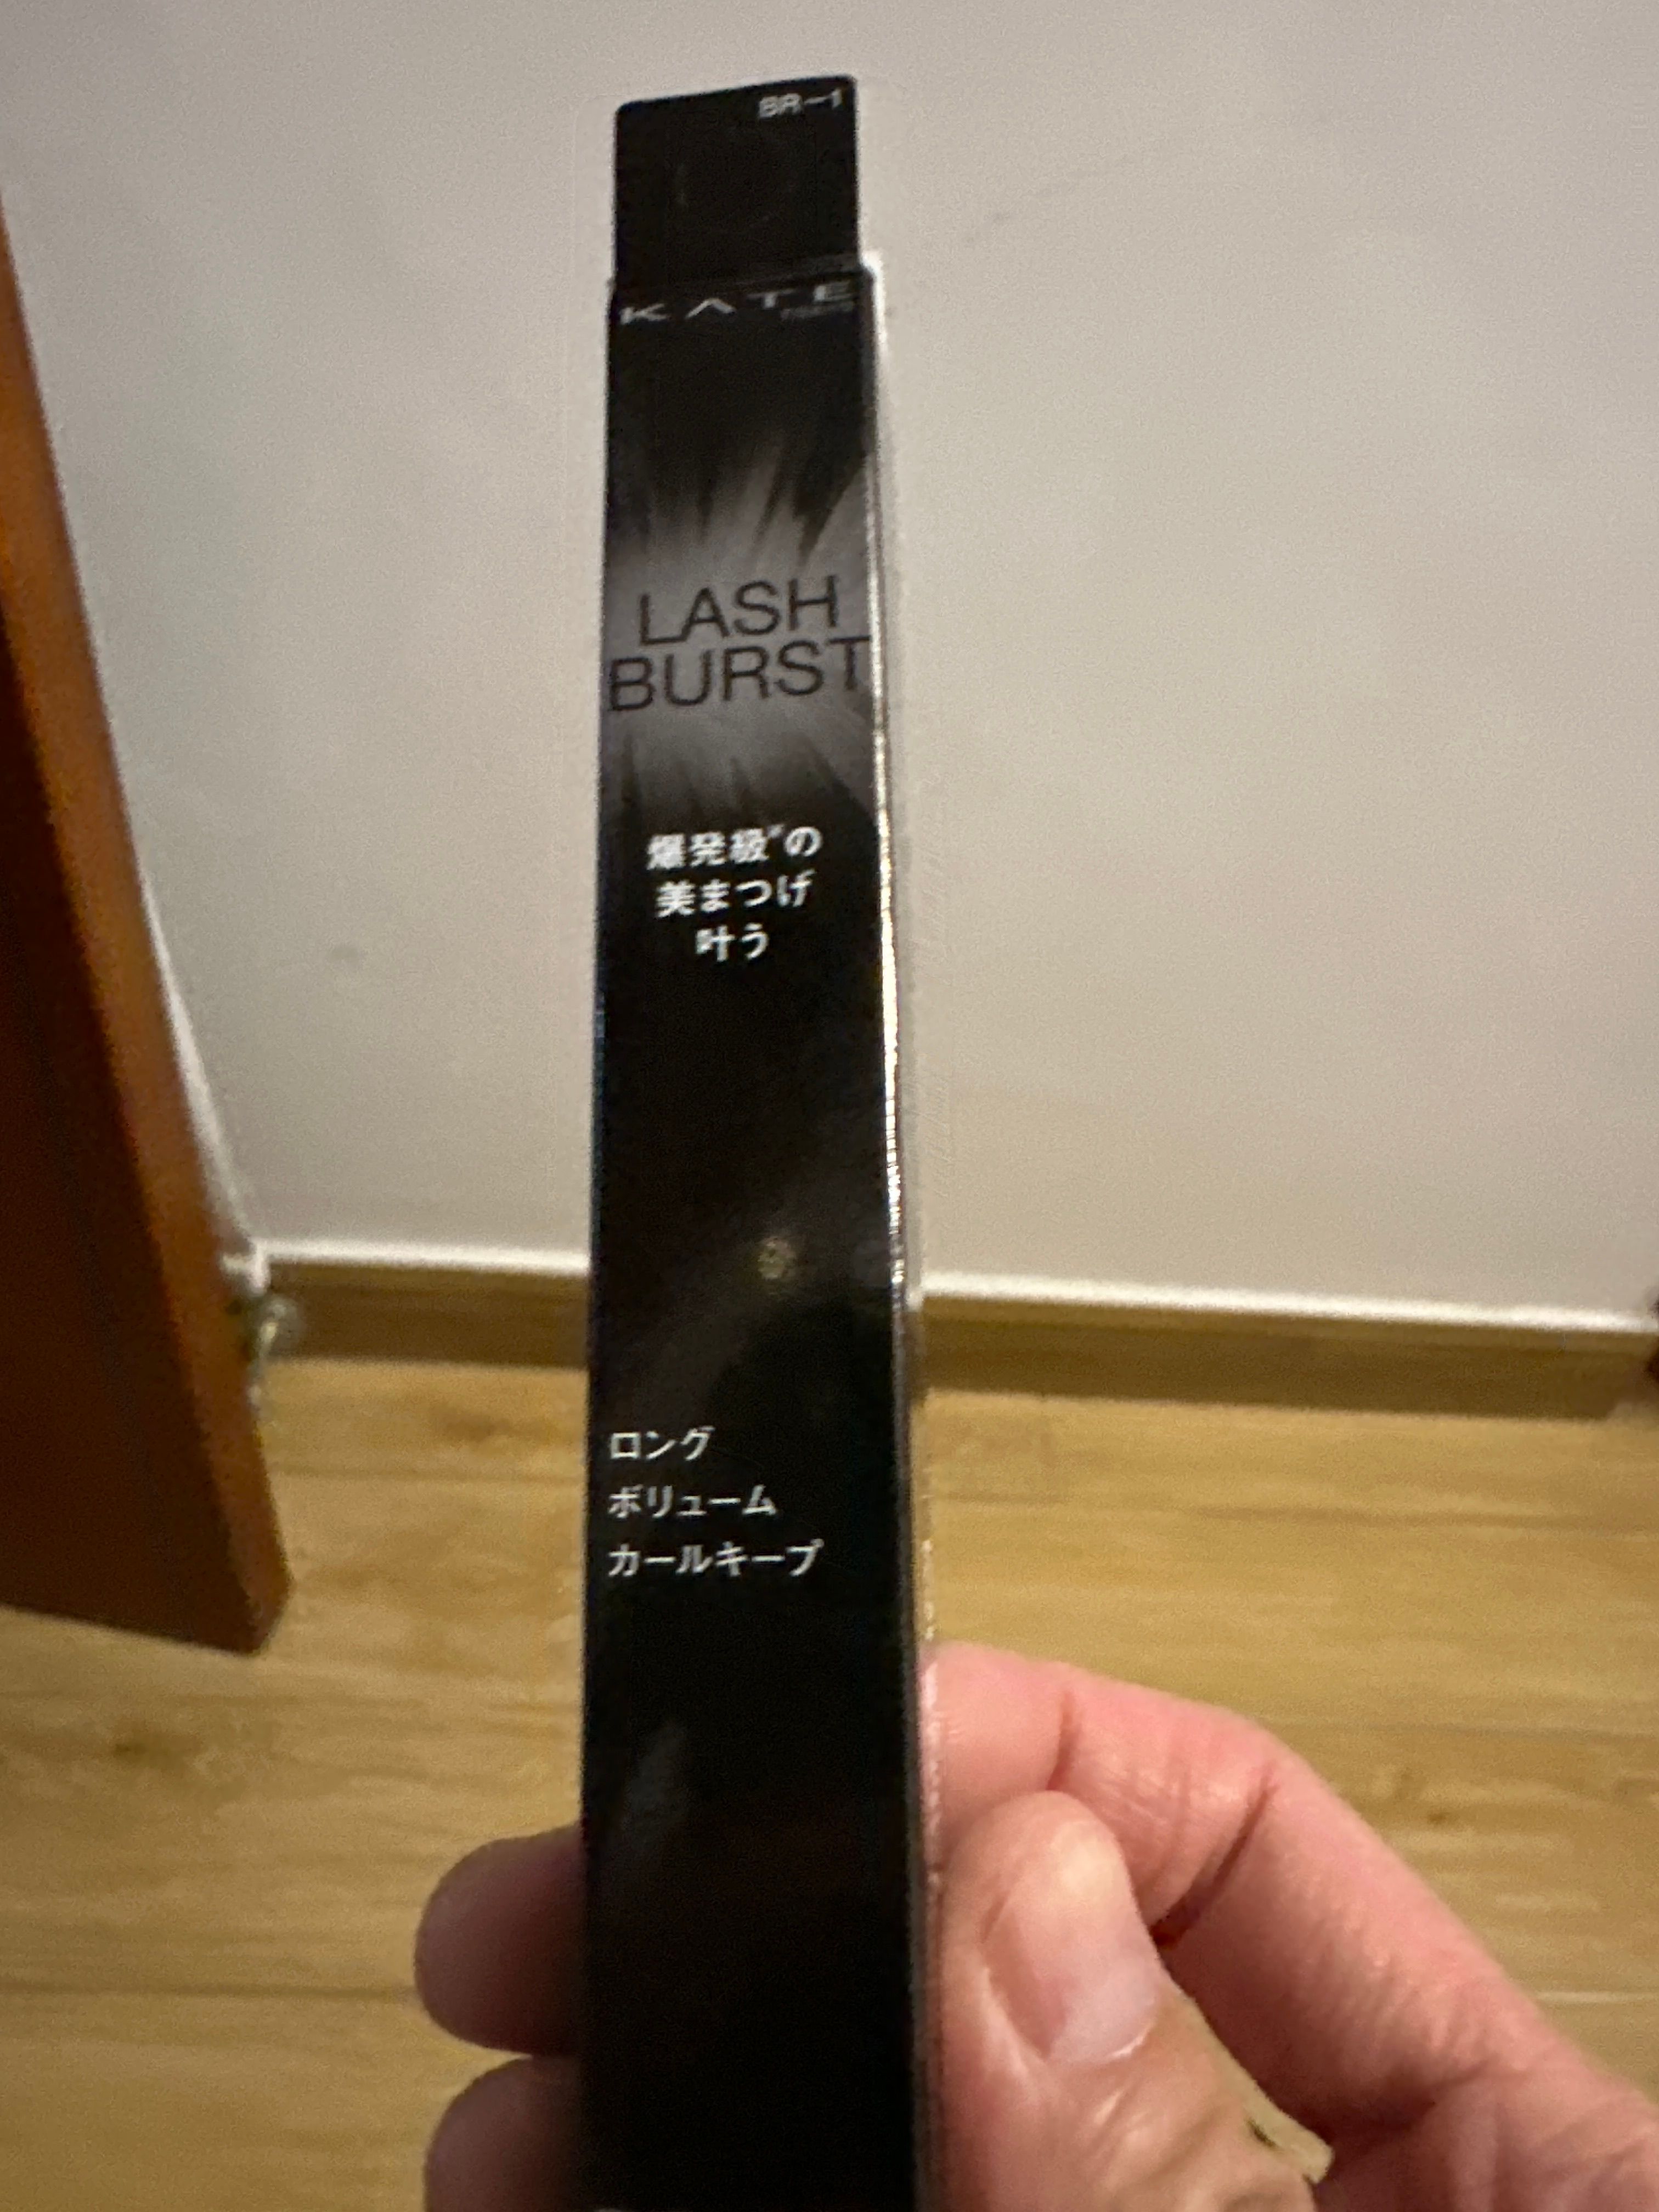 BR-1
KATE
LASH
BURST
爆発級※の
美まつげ
叶う
ロング
ボリューム
カールキープ